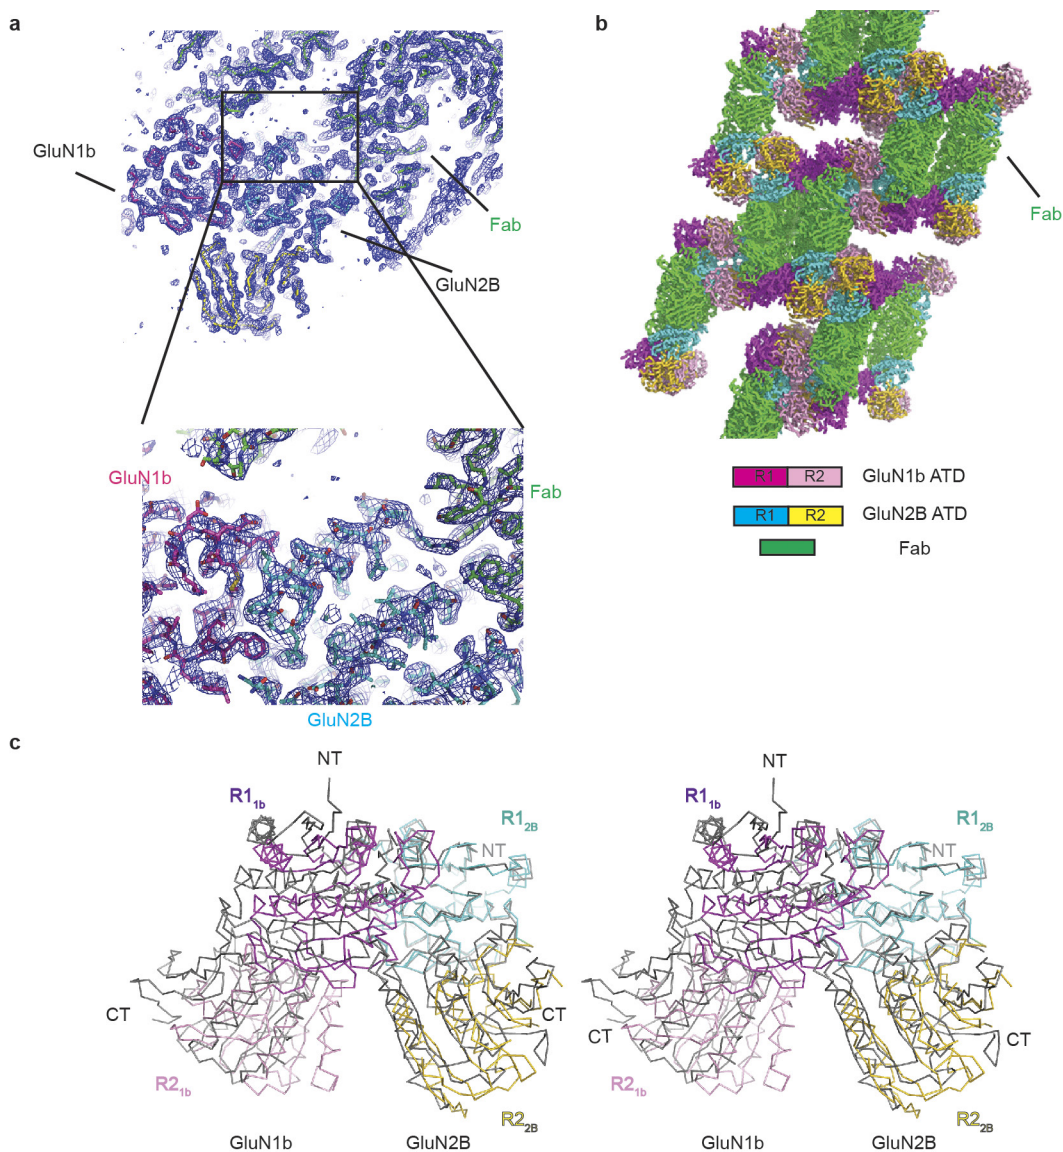 a
GluN1b
Fab
GluN2B
GluN1b
Fab
GluN2B
b
Fab
R1 R2 GluN1b ATD
R1 R2 GluN2B ATD
Fab
c
NT
R1₁b
R1₂B
NT
CT
CT
R2₁b
R2₂B
GluN1b GluN2B
NT
R1₁b
R1₂B
NT
CT
CT
R2₁b
R2₂B
GluN1b GluN2B